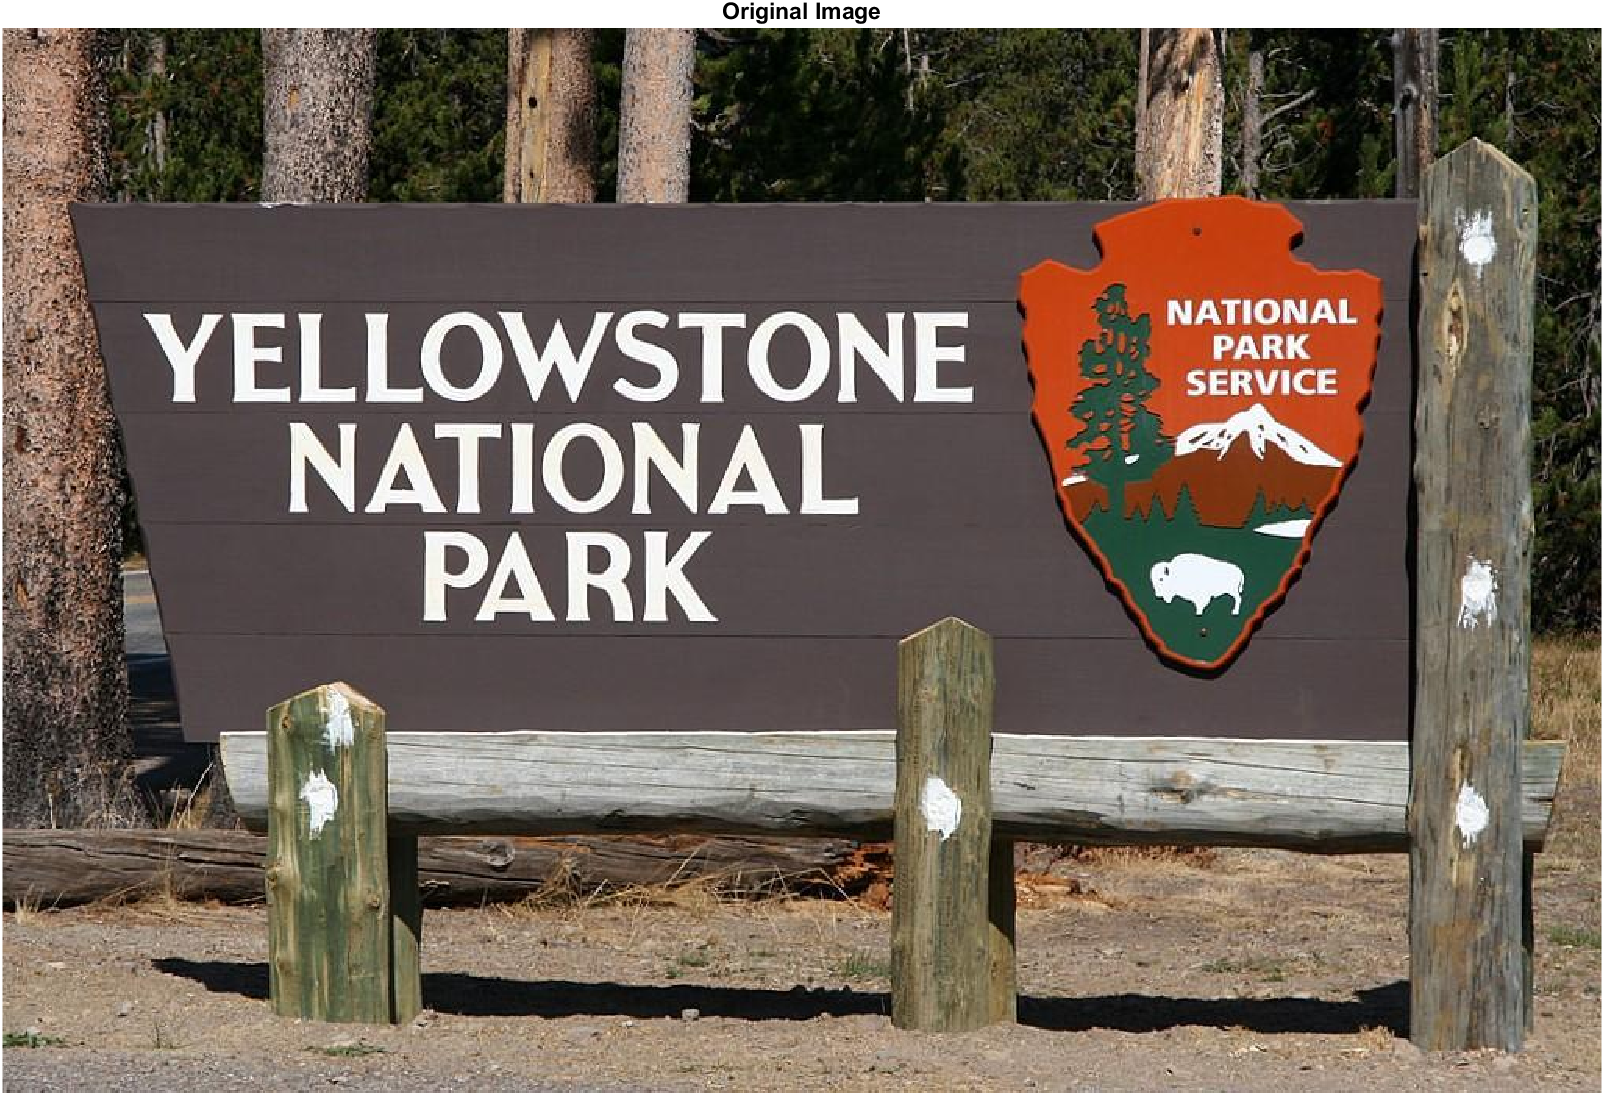 Original Image
YELLOWSTONE
NATIONAL
PARK
NATIONAL
PARK
SERVICE